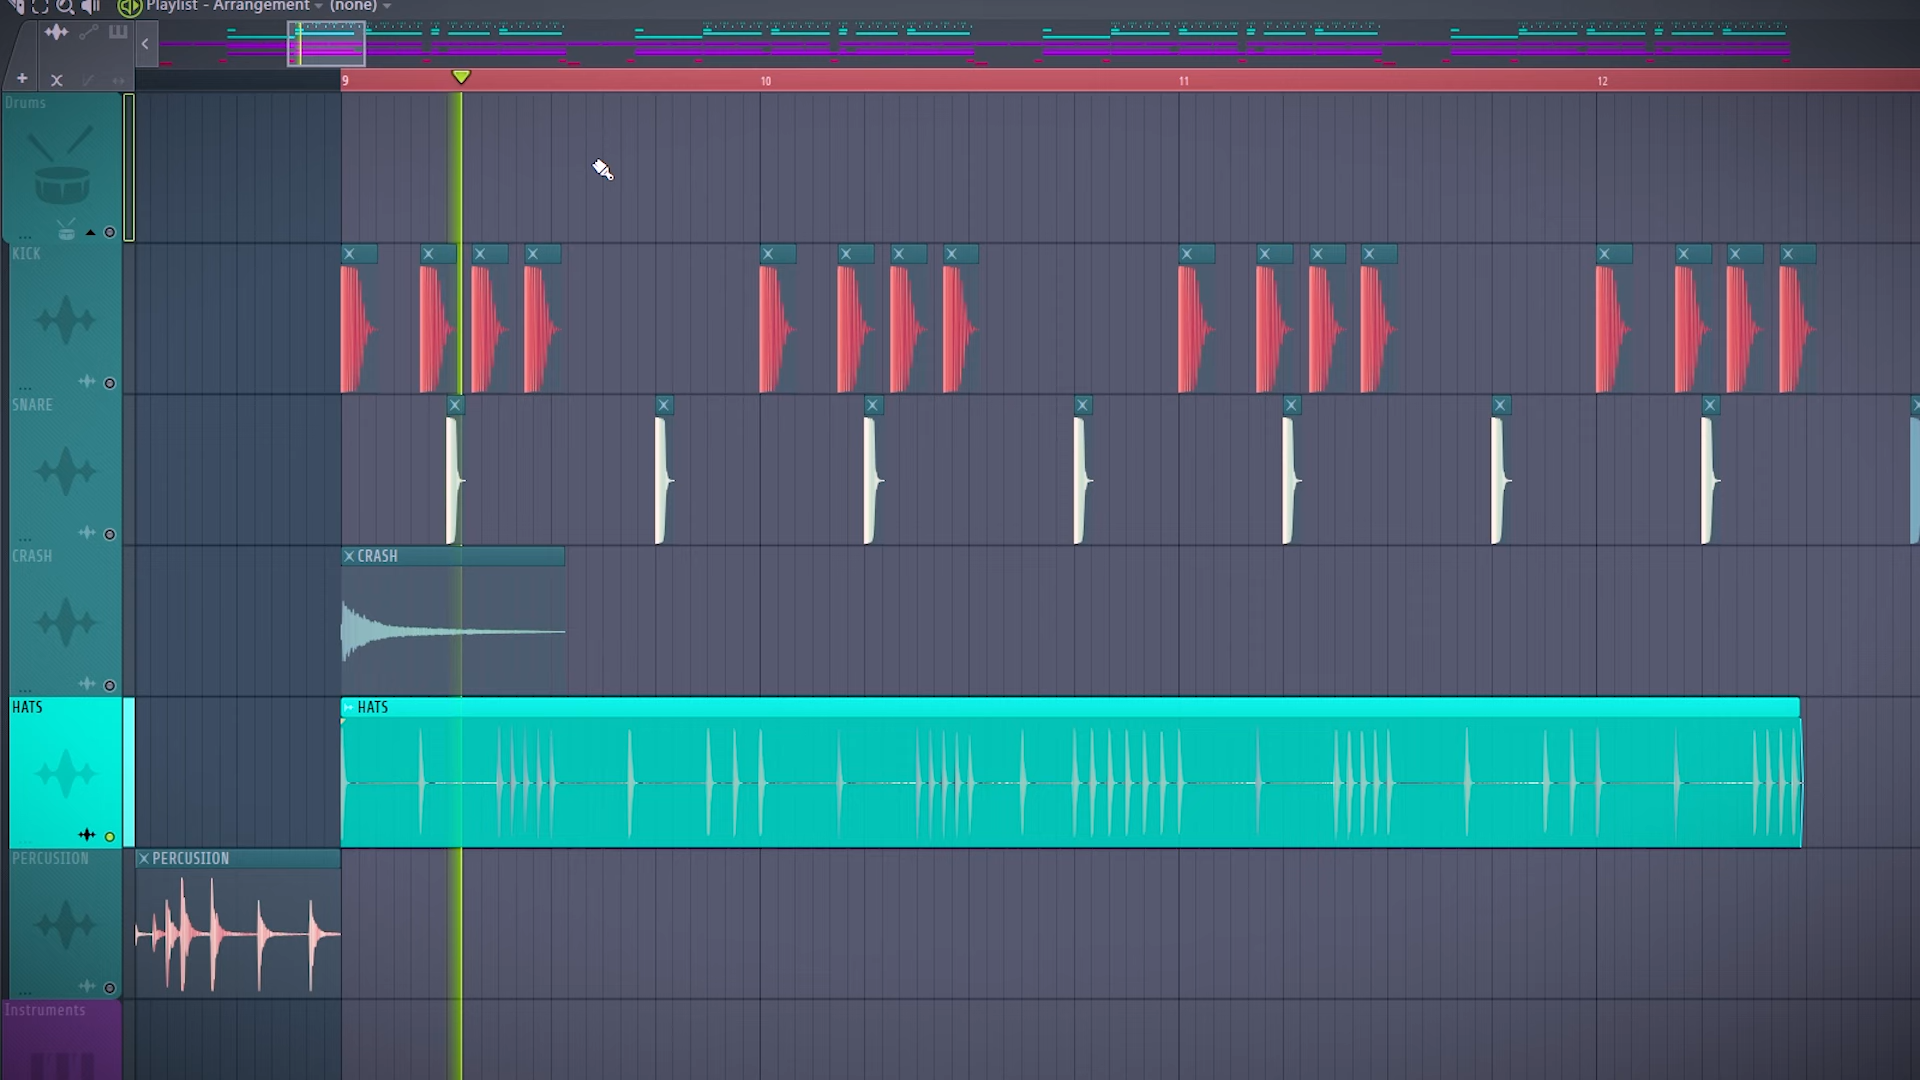 Playlist - Arrangement (none)
9 10 11 12
Drums
KICK
SNARE
CRASH
CRASH
HATS
HATS
PERCUSIION
PERCUSIION
Instruments